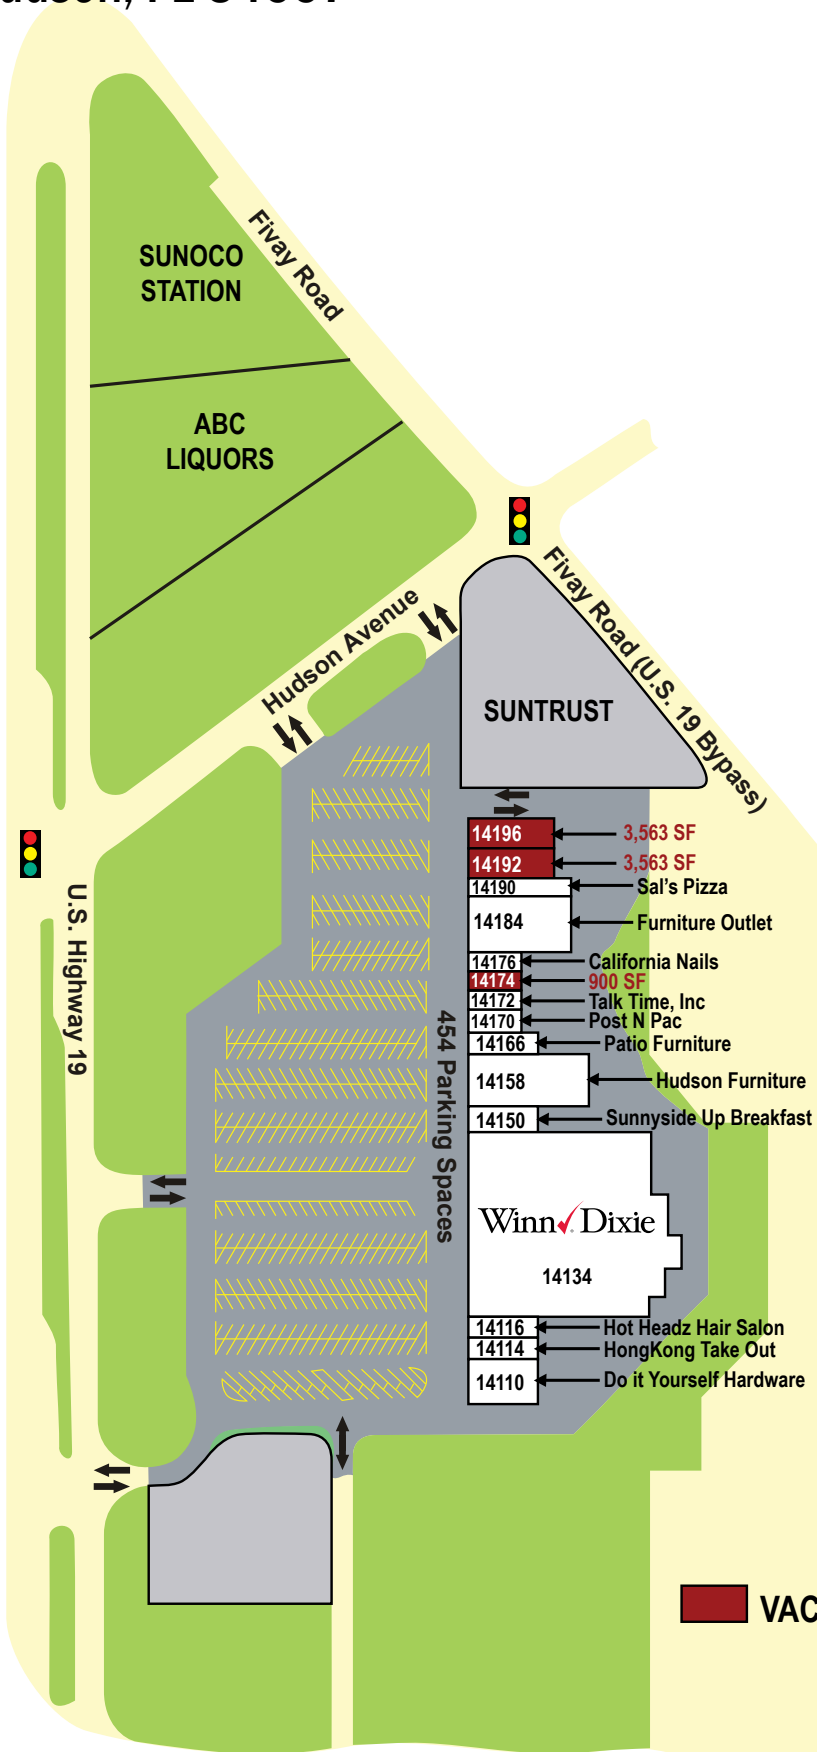 Fivay Road
SUNOCO
STATION
ABC
LIQUORS
Hudson Avenue
Fivay Road (U.S. 19 Bypass)
SUNTRUST
14196 3,563 SF
14192 3,563 SF
14190 Sal's Pizza
14184 Furniture Outlet
14176 California Nails
14174 900 SF
14172 Talk Time, Inc
14170 Post N Pac
14166 Patio Furniture
14158 Hudson Furniture
14150 Sunnyside Up Breakfast
U.S. Highway 19
454 Parking Spaces
Winn Dixie
14134
14116 Hot Headz Hair Salon
14114 HongKong Take Out
14110 Do it Yourself Hardware
VAC